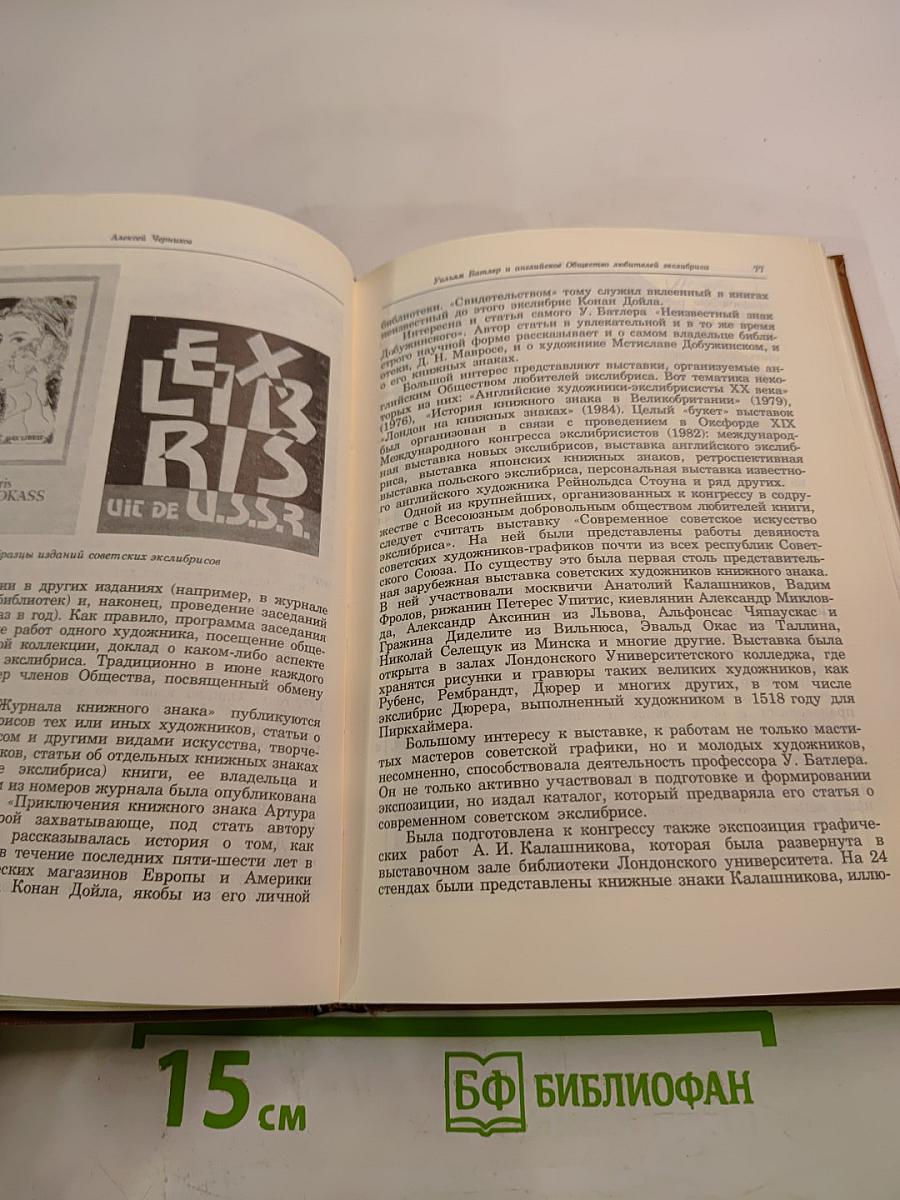 Алексей Черников
ris
OKASS
EX
LIBRIS
UIT DE U.S.S.R.
разцы изданий советских экслибрисов
ии в других изданиях (например, в журнале
библиотек) и, наконец, проведение заседаний
аз в год). Как правило, программа заседания
е работ одного художника, посещение обще-
ой коллекции, доклад о каком-либо аспекте
экслибриса. Традиционно в июне каждого
ер членов Общества, посвященный обмену
Журнала книжного знака» публикуются
рисов тех или иных художников, статьи о
сом и другими видами искусства, творче-
ков, статьи об отдельных книжных знаках
е экслибриса) книги, ее владельца и
м из номеров журнала была опубликована
«Приключения книжного знака Артура
рой захватывающе, под стать автору
рассказывалась история о том, как
в течение последних пяти-шести лет в
еских магазинов Европы и Америки
Конан Дойла, якобы из его личной
Уильям Батлер и английское Общество любителей экслибриса 77
библиотеки. «Свидетельством» тому служил вклеенный в книгах
неизвестный до этого экслибрис Конан Дойла.
Интересна и статья самого У. Батлера «Неизвестный знак
Добужинского». Автор статьи в увлекательной и в то же время
строго научной форме рассказывает и о самом владельце библи-
отеки, Д. Н. Мавросе, и о художнике Мстиславе Добужинском, и
о его книжных знаках.
Большой интерес представляют выставки, организуемые ан-
глийским Обществом любителей экслибриса. Вот тематика неко-
торых из них: «Английские художники-экслибрисисты XX века»
(1976), «История книжного знака в Великобритании» (1979),
«Лондон на книжных знаках» (1984). Целый «букет» выставок
был организован в связи с проведением в Оксфорде XIX
Международного конгресса экслибрисистов (1982): международ-
ная выставка новых экслибрисов, выставка английского экслиб-
риса, выставка японских книжных знаков, ретроспективная
выставка польского экслибриса, персональная выставка известно-
го английского художника Рейнольдса Стоуна и ряд других.
Одной из крупнейших, организованных к конгрессу в содру-
жестве с Всесоюзным добровольным обществом любителей книги,
следует считать выставку «Современное советское искусство
экслибриса». На ней были представлены работы девяноста
советских художников-графиков почти из всех республик Совет-
ского Союза. По существу это была первая столь представитель-
ная зарубежная выставка советских художников книжного знака.
В ней участвовали москвичи Анатолий Калашников, Вадим
Фролов, рижанин Петерес Упитис, киевлянин Александр Миклов-
да, Александр Аксинин из Львова, Альфонсас Чяпаускас и
Гражина Диделите из Вильнюса, Эвальд Окас из Таллина,
Николай Селещук из Минска и многие другие. Выставка была
открыта в залах Лондонского Университетского колледжа, где
хранятся рисунки и гравюры таких великих художников, как
Рубенс, Рембрандт, Дюрер и многих других, в том числе
экслибрис Дюрера, выполненный художником в 1518 году для
Пиркхаймера.
Большому интересу к выставке, к работам не только масти-
тых мастеров советской графики, но и молодых художников,
несомненно, способствовала деятельность профессора У. Батлера.
Он не только активно участвовал в подготовке и формировании
экспозиции, но издал каталог, который предваряла его статья о
современном советском экслибрисе.
Была подготовлена к конгрессу также экспозиция графиче-
ских работ А. И. Калашникова, которая была развернута в
выставочном зале библиотеки Лондонского университета. На 24
стендах были представлены книжные знаки Калашникова, иллю-
15 см
БФ БИБЛИОФАН